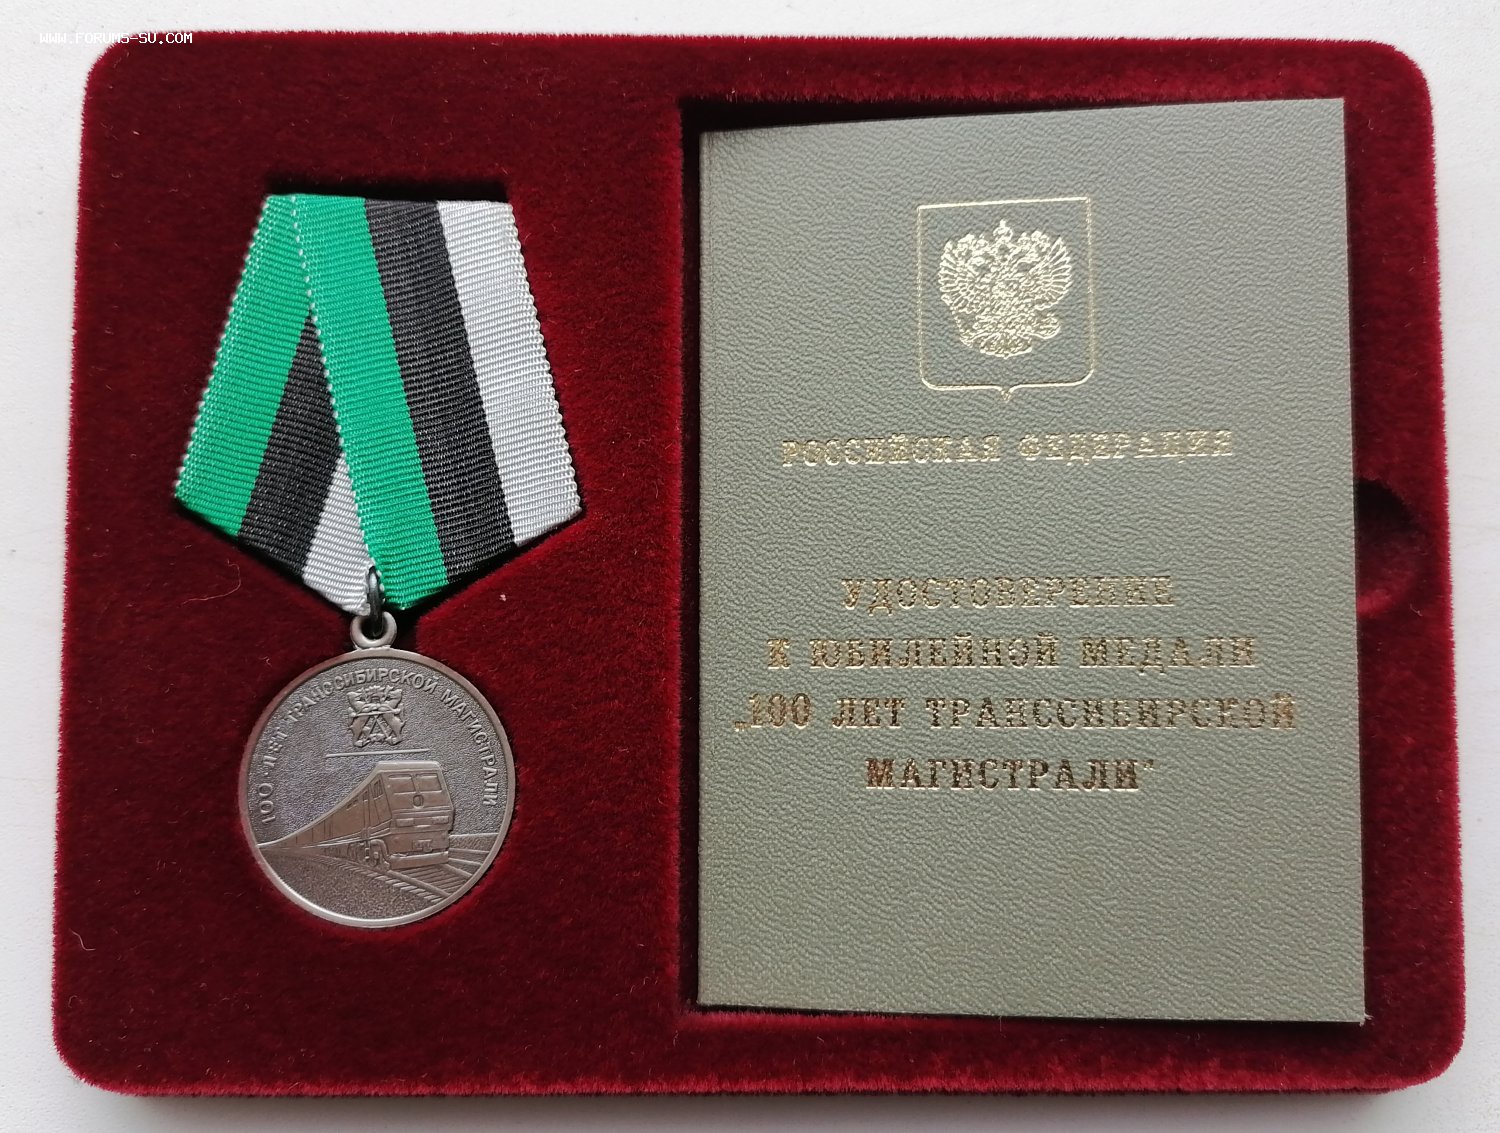 WWW.FORUMS-SU.COM
100 ЛЕТ ТРАНССИБИРСКОЙ МАГИСТРАЛИ
РОССИЙСКАЯ ФЕДЕРАЦИЯ
УДОСТОВЕРЕНИЕ
К ЮБИЛЕЙНОЙ МЕДАЛИ
„100 ЛЕТ ТРАНССИБИРСКОЙ
МАГИСТРАЛИ"